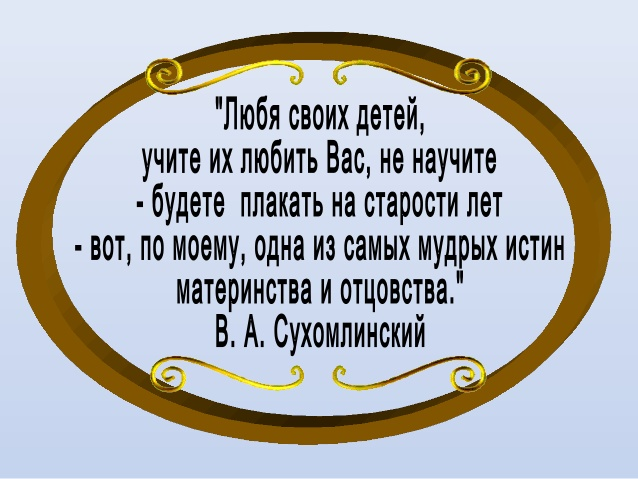 "Любя своих детей,
учите их любить Вас, не научите
- будете  плакать на старости лет
- вот, по моему, одна из самых мудрых истин
материнства и отцовства."
В. А. Сухомлинский